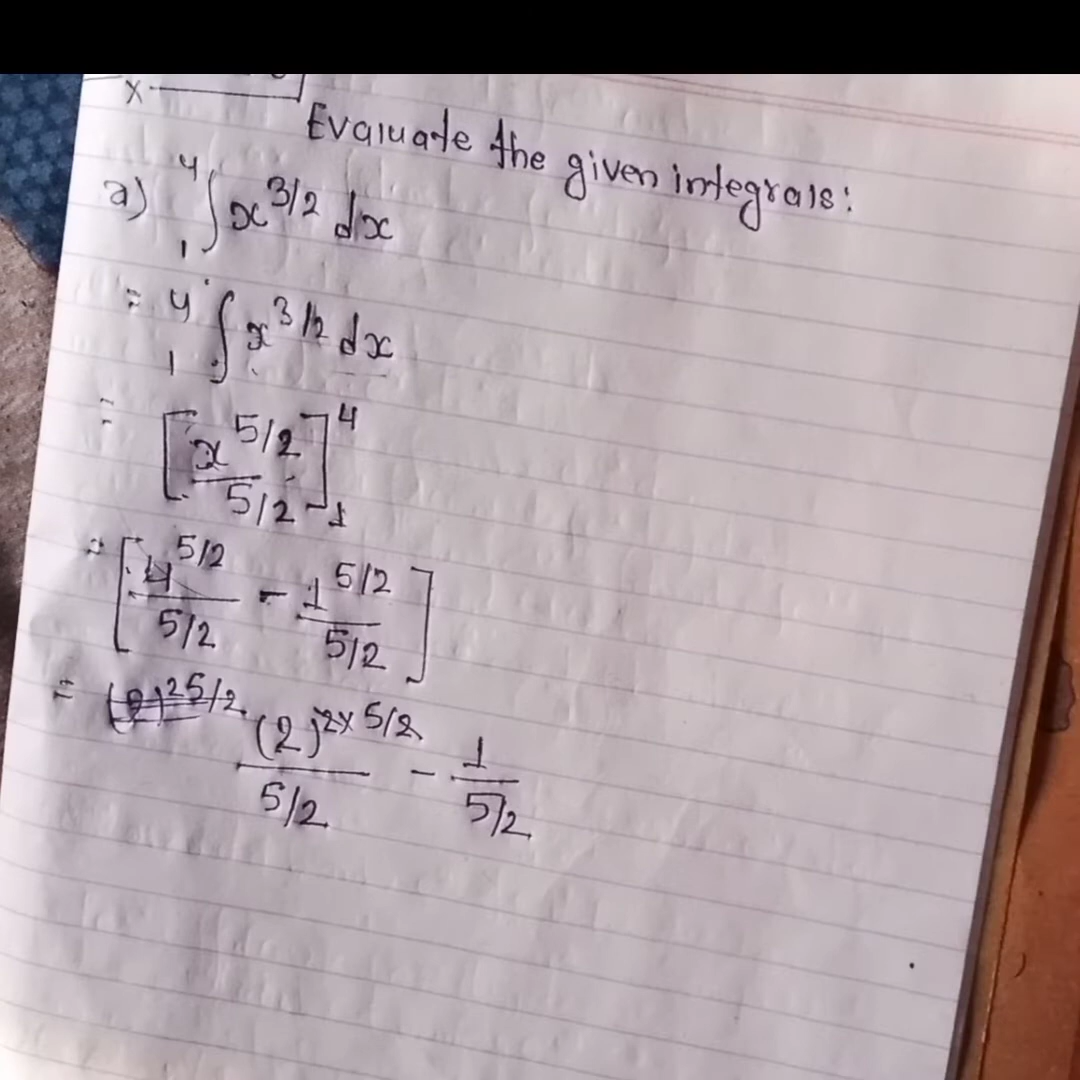 x
Evaluate the given integrals:
a) ₁⁴∫x^3/2 dx
= ₁⁴∫x^3/2 dx
= [x^5/2 / 5/2]₁⁴
= [4^5/2 / 5/2 - 1^5/2 / 5/2]
= (2)^2×5/2 / 5/2 - 1 / 5/2